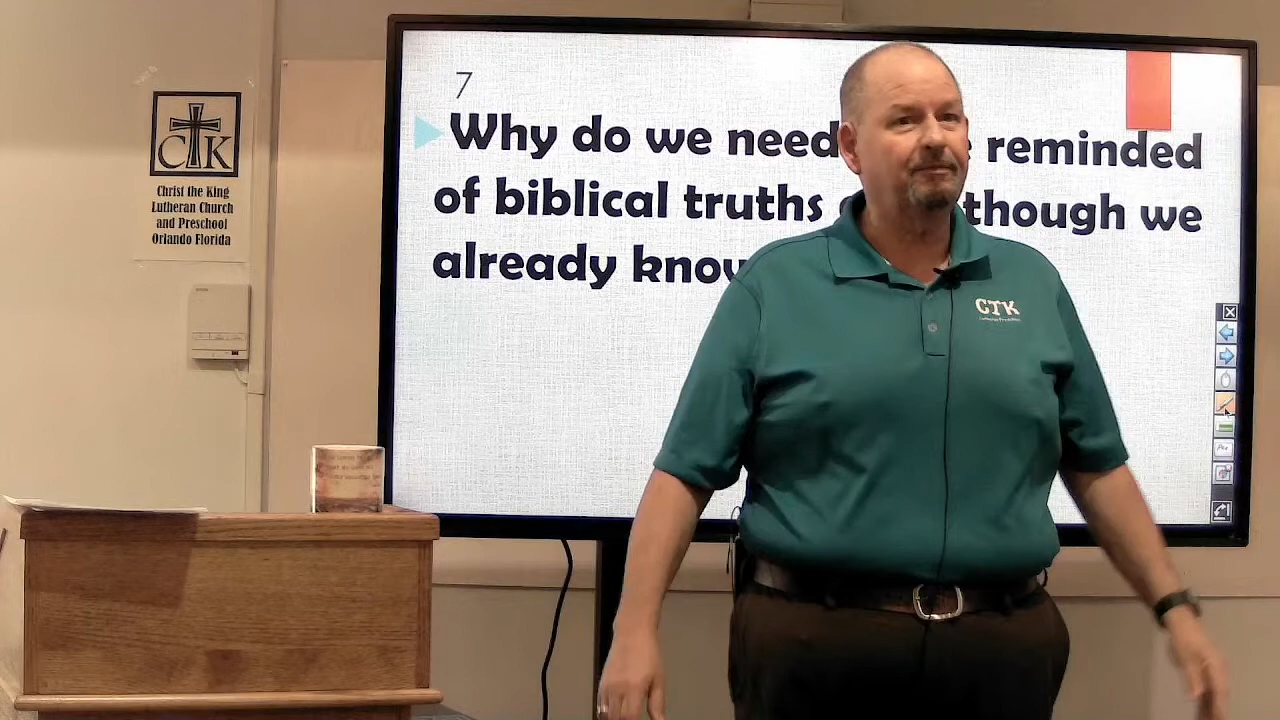 7
Why do we need reminded
of biblical truths though we
already know
CTK
Christ the King
Lutheran Church
and Preschool
Orlando Florida
CTK